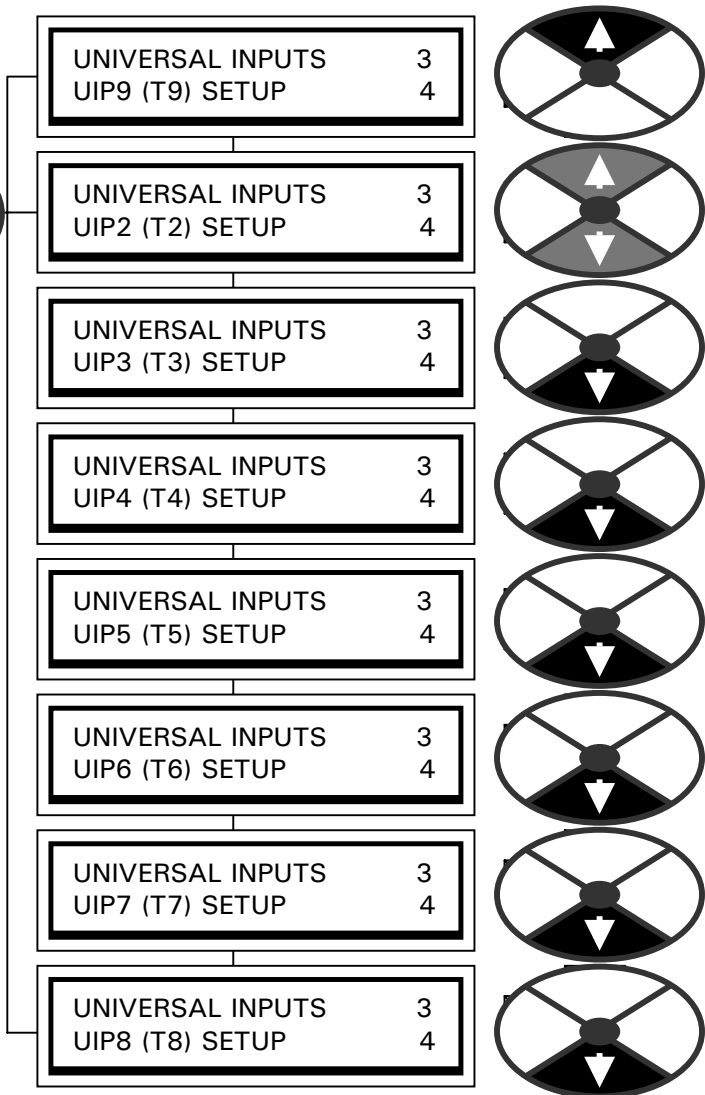 UNIVERSAL INPUTS 3
UIP9 (T9) SETUP 4
UNIVERSAL INPUTS 3
UIP2 (T2) SETUP 4
UNIVERSAL INPUTS 3
UIP3 (T3) SETUP 4
UNIVERSAL INPUTS 3
UIP4 (T4) SETUP 4
UNIVERSAL INPUTS 3
UIP5 (T5) SETUP 4
UNIVERSAL INPUTS 3
UIP6 (T6) SETUP 4
UNIVERSAL INPUTS 3
UIP7 (T7) SETUP 4
UNIVERSAL INPUTS 3
UIP8 (T8) SETUP 4